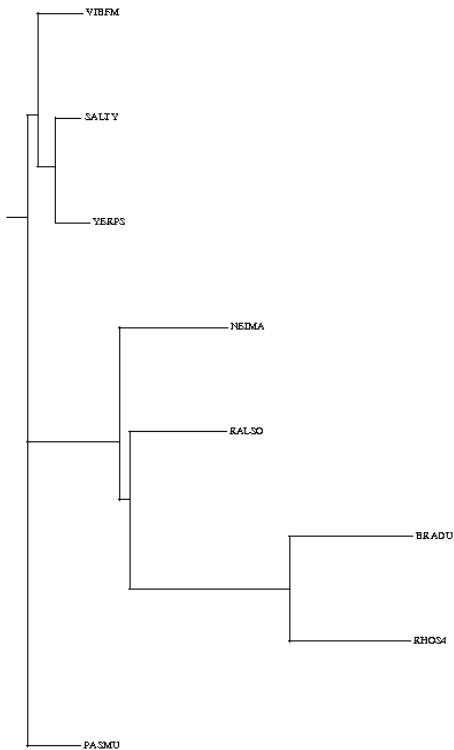 VIBFM
SALTY
YERPS
NEIMA
RALSO
BRADU
RHOS4
PASMU